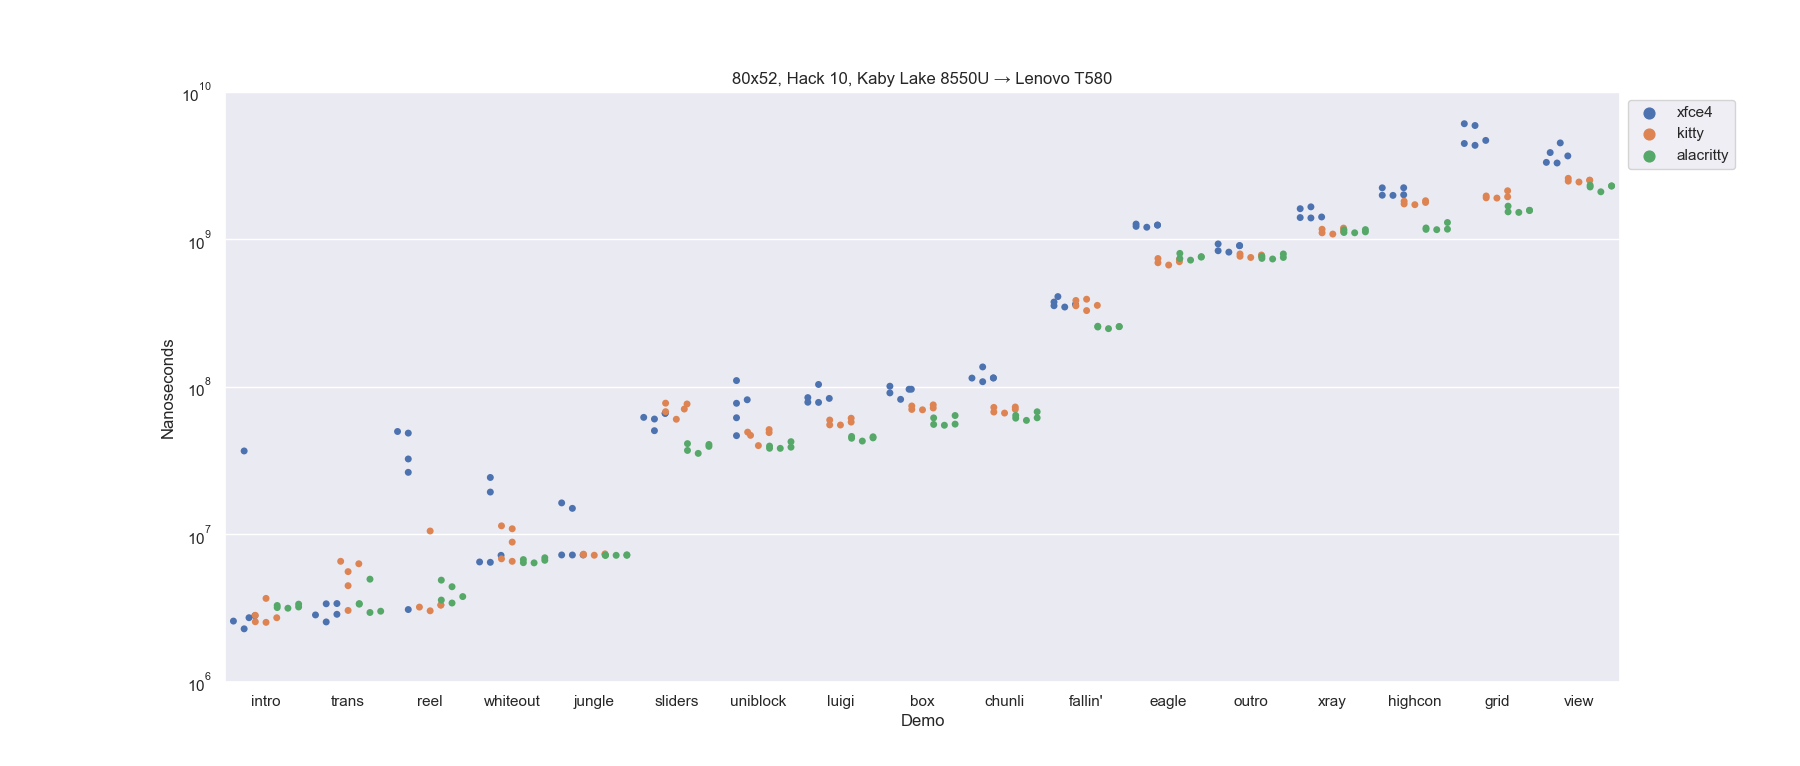 80x52, Hack 10, Kaby Lake 8550U → Lenovo T580
xfce4
kitty
alacritty
Nanoseconds
10^10
10^9
10^8
10^7
10^6
intro trans reel whiteout jungle sliders uniblock luigi box chunli fallin' eagle outro xray highcon grid view
Demo